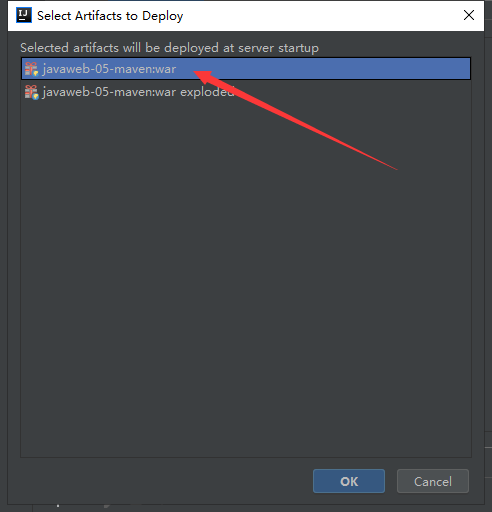 Select Artifacts to Deploy
Selected artifacts will be deployed at server startup
javaweb-05-maven:war
javaweb-05-maven:war exploded
OK
Cancel